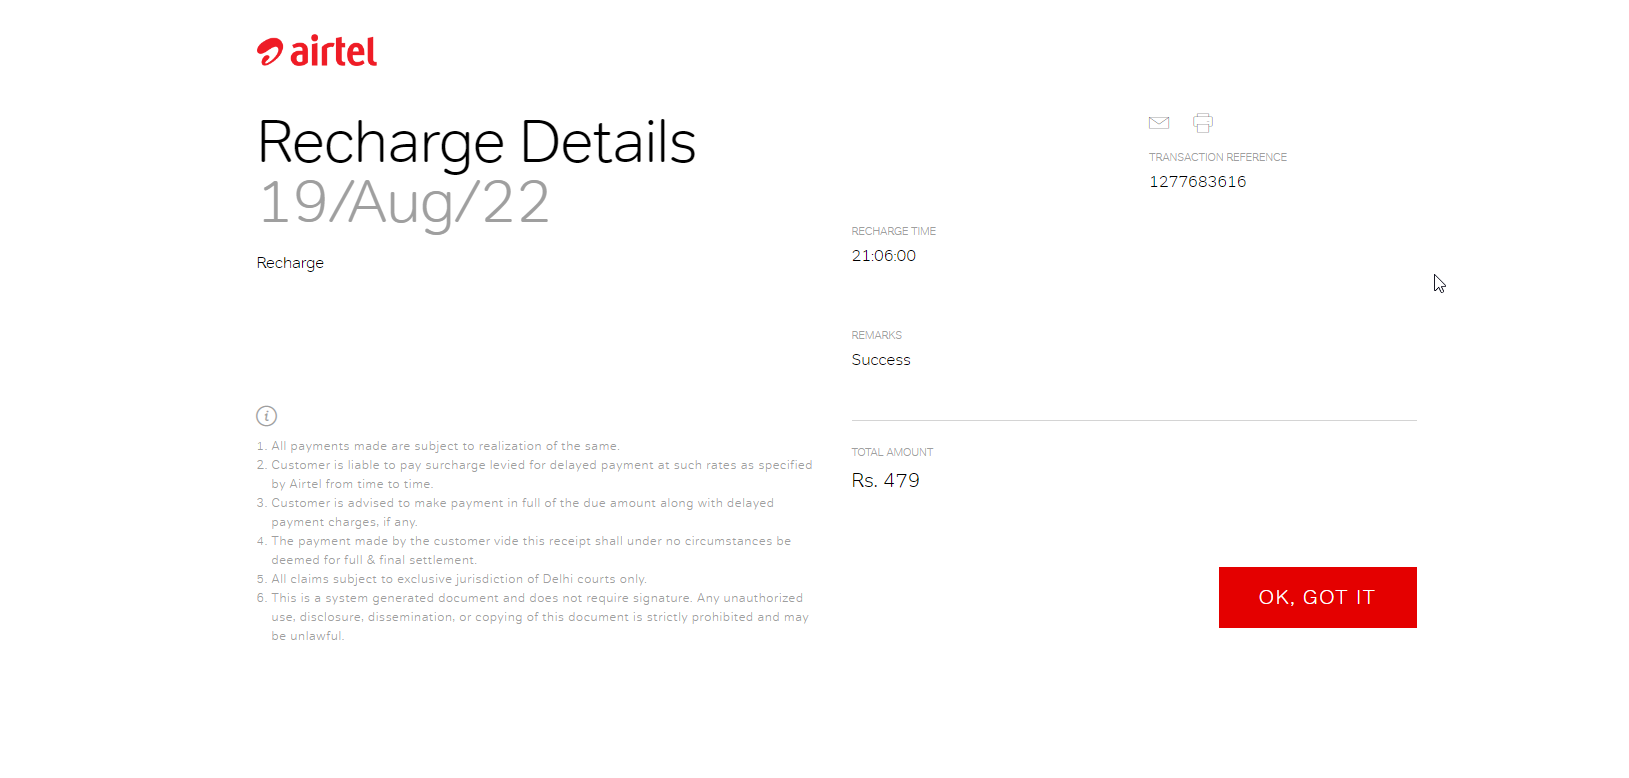 airtel
Recharge Details
19/Aug/22
Recharge
TRANSACTION REFERENCE
1277683616
RECHARGE TIME
21:06:00
REMARKS
Success
TOTAL AMOUNT
Rs. 479
OK, GOT IT
i
1. All payments made are subject to realization of the same.
2. Customer is liable to pay surcharge levied for delayed payment at such rates as specified
by Airtel from time to time.
3. Customer is advised to make payment in full of the due amount along with delayed
payment charges, if any.
4. The payment made by the customer vide this receipt shall under no circumstances be
deemed for full & final settlement.
5. All claims subject to exclusive jurisdiction of Delhi courts only.
6. This is a system generated document and does not require signature. Any unauthorized
use, disclosure, dissemination, or copying of this document is strictly prohibited and may
be unlawful.